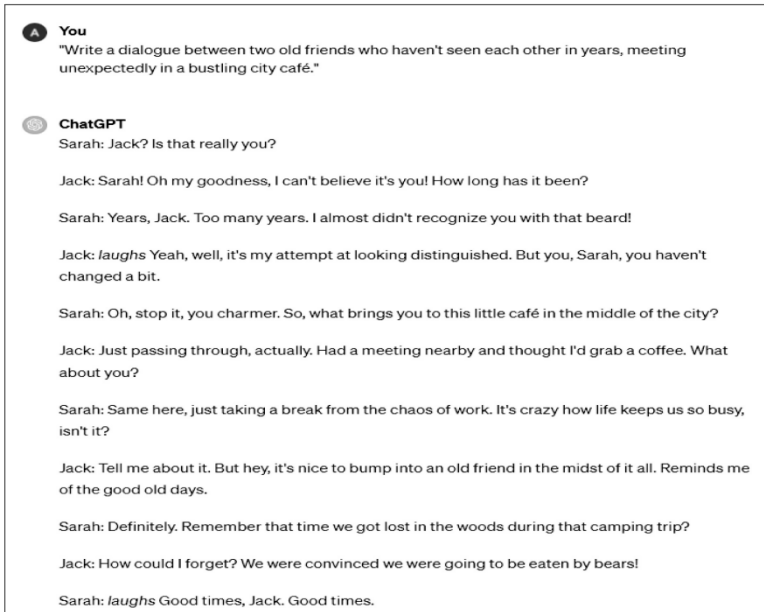 A You
"Write a dialogue between two old friends who haven't seen each other in years, meeting
unexpectedly in a bustling city café."
ChatGPT
Sarah: Jack? Is that really you?
Jack: Sarah! Oh my goodness, I can't believe it's you! How long has it been?
Sarah: Years, Jack. Too many years. I almost didn't recognize you with that beard!
Jack: laughs Yeah, well, it's my attempt at looking distinguished. But you, Sarah, you haven't
changed a bit.
Sarah: Oh, stop it, you charmer. So, what brings you to this little café in the middle of the city?
Jack: Just passing through, actually. Had a meeting nearby and thought I'd grab a coffee. What
about you?
Sarah: Same here, just taking a break from the chaos of work. It's crazy how life keeps us so busy,
isn't it?
Jack: Tell me about it. But hey, it's nice to bump into an old friend in the midst of it all. Reminds me
of the good old days.
Sarah: Definitely. Remember that time we got lost in the woods during that camping trip?
Jack: How could I forget? We were convinced we were going to be eaten by bears!
Sarah: laughs Good times, Jack. Good times.